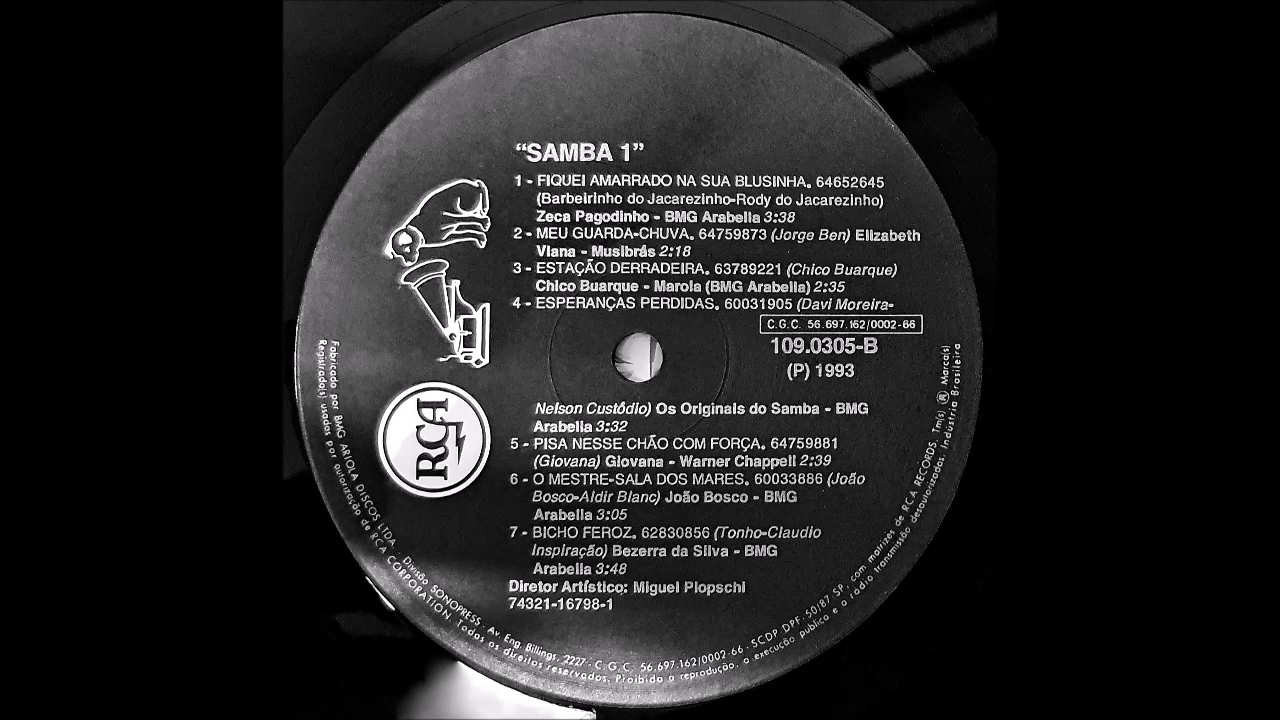 “SAMBA 1”
1 - FIQUEI AMARRADO NA SUA BLUSINHA. 64652645
(Barbeirinho do Jacarezinho-Rody do Jacarezinho)
Zeca Pagodinho - BMG Arabella 3:38
2 - MEU GUARDA-CHUVA. 64759873 (Jorge Ben) Elizabeth
Viana - Musibrás 2:18
3 - ESTAÇÃO DERRADEIRA. 63789221 (Chico Buarque)
Chico Buarque - Marola (BMG Arabella) 2:35
4 - ESPERANÇAS PERDIDAS. 60031905 (Davi Moreira-
C.G.C. 56.697.162/0002-66
109.0305-B
(P) 1993
Nelson Custódio) Os Originais do Samba - BMG
Arabella 3:32
5 - PISA NESSE CHÃO COM FORÇA. 64759881
(Giovana) Giovana - Warner Chappell 2:39
6 - O MESTRE-SALA DOS MARES. 60033886 (João
Bosco-Aldir Blanc) João Bosco - BMG
Arabella 3:05
7 - BICHO FEROZ. 62830856 (Tonho-Claudio
Inspiração) Bezerra da Silva - BMG
Arabella 3:48
Diretor Artístico: Miguel Plopschi
74321-16798-1
RCA
Fabricado por BMG ARIOLA DISCOS LTDA. - Divisão SONOPRESS - Av. Eng. Billings, 2227 - C.G.C. 56.697.162/0002-66 - SCDP DPF. 50/87-SP, com matrizes de RCA RECORDS. Tm(s) ® Marca(s)
Registrada(s) usadas por autorização de RCA CORPORATION. Todos os direitos reservados. Proibida a reprodução, a execução pública e a rádio transmissão desautorizadas. Indústria Brasileira